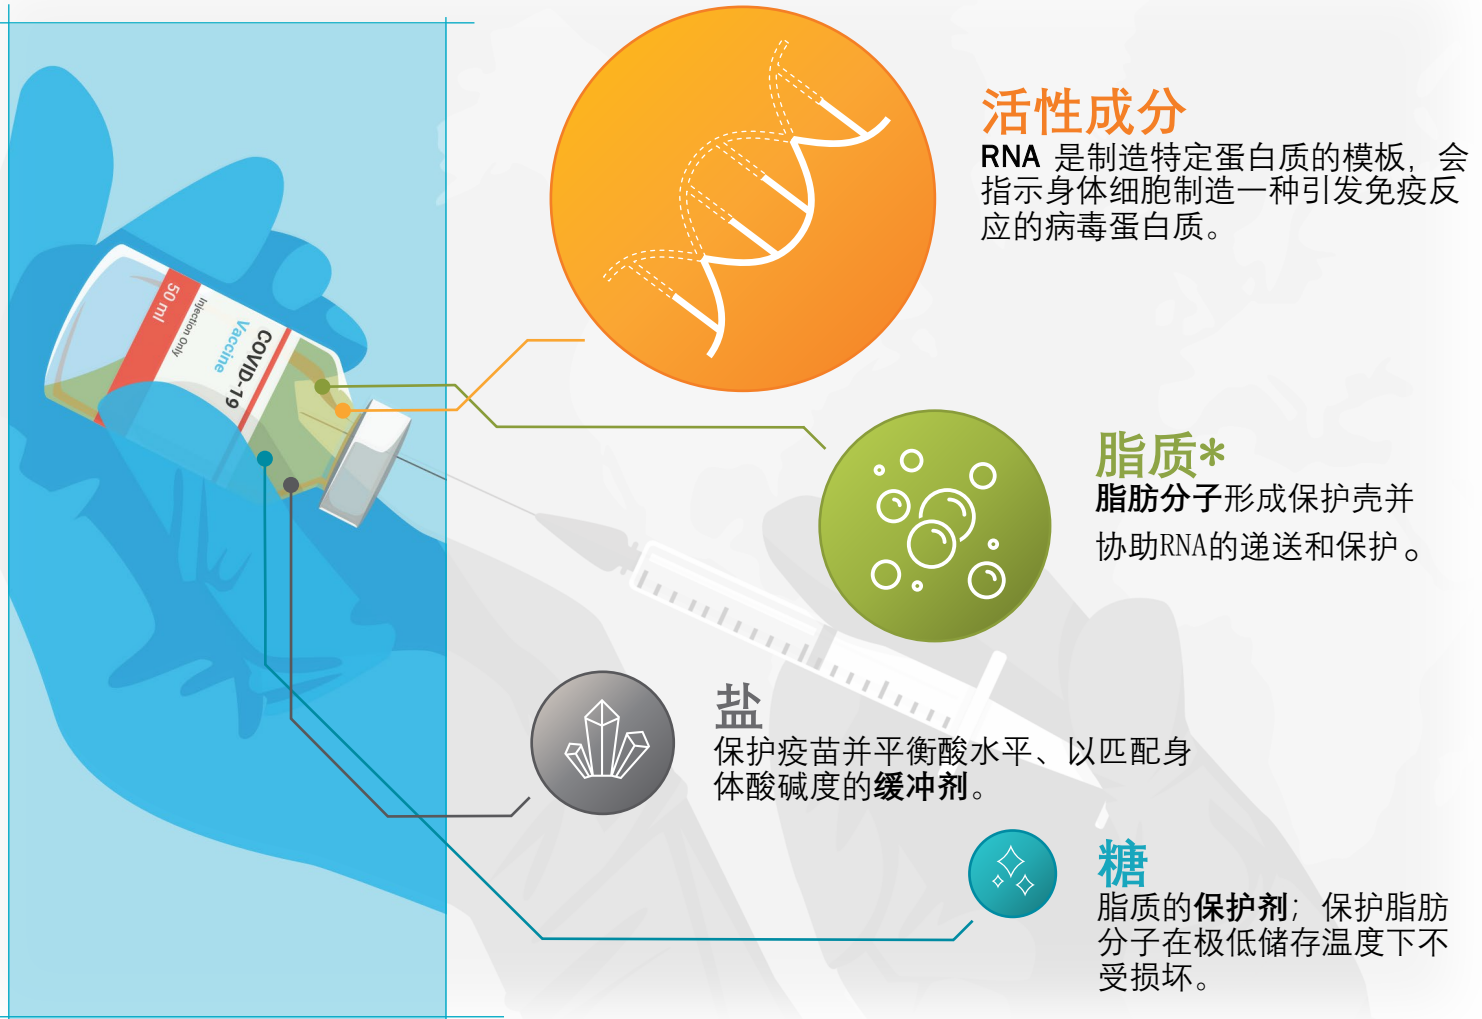 活性成分
RNA 是制造特定蛋白质的模板，会
指示身体细胞制造一种引发免疫反
应的病毒蛋白质。
50 ml
Injection Only
Vaccine
COVID-19
脂质*
脂肪分子形成保护壳并
协助RNA的递送和保护。
盐
保护疫苗并平衡酸水平、以匹配身
体酸碱度的缓冲剂。
糖
脂质的保护剂；保护脂肪
分子在极低储存温度下不
受损坏。